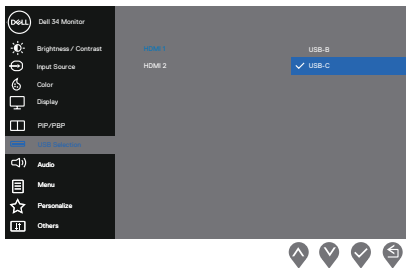 DELL
Dell 34 Monitor
Brightness / Contrast
Input Source
Color
Display
PIP/PBP
USB Selection
Audio
Menu
Personalize
Others
HDMI 1
HDMI 2
USB-B
USB-C